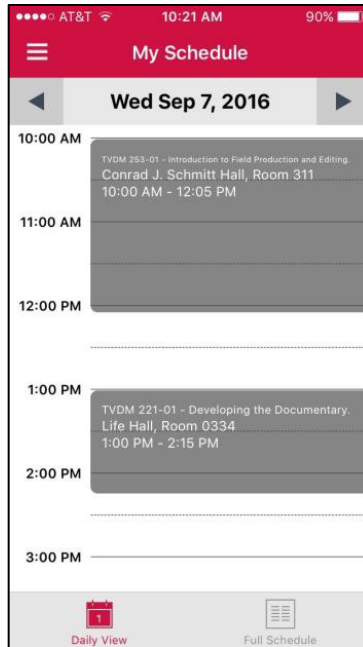 AT&T 10:21 AM 90%
My Schedule
Wed Sep 7, 2016
10:00 AM
TVDM 253-01 - Introduction to Field Production and Editing.
Conrad J. Schmitt Hall, Room 311
10:00 AM - 12:05 PM
11:00 AM
12:00 PM
1:00 PM
TVDM 221-01 - Developing the Documentary.
Life Hall, Room 0334
1:00 PM - 2:15 PM
2:00 PM
3:00 PM
1
Daily View
Full Schedule